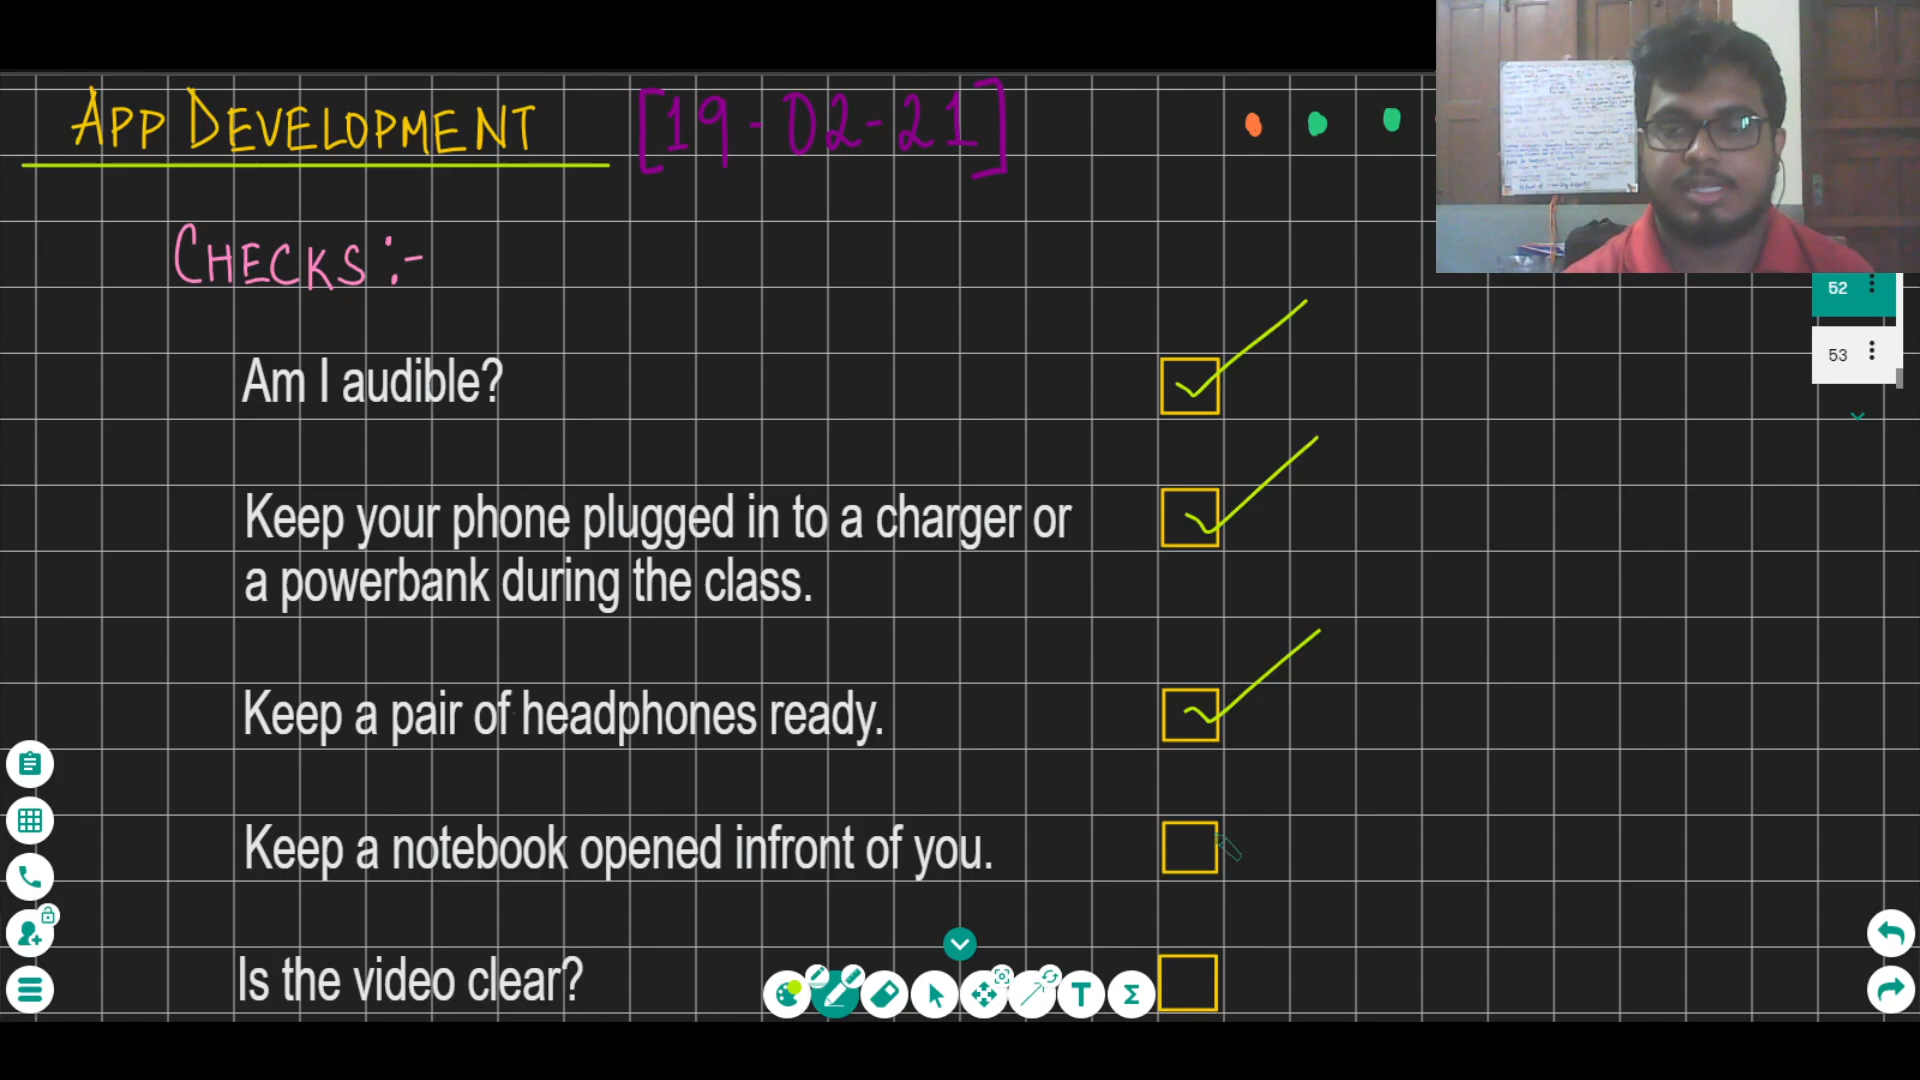 APP DEVELOPMENT [19-02-21]
CHECKS :-
52
53
Am I audible?
Keep your phone plugged in to a charger or
a powerbank during the class.
Keep a pair of headphones ready.
Keep a notebook opened infront of you.
Is the video clear?
T
Σ